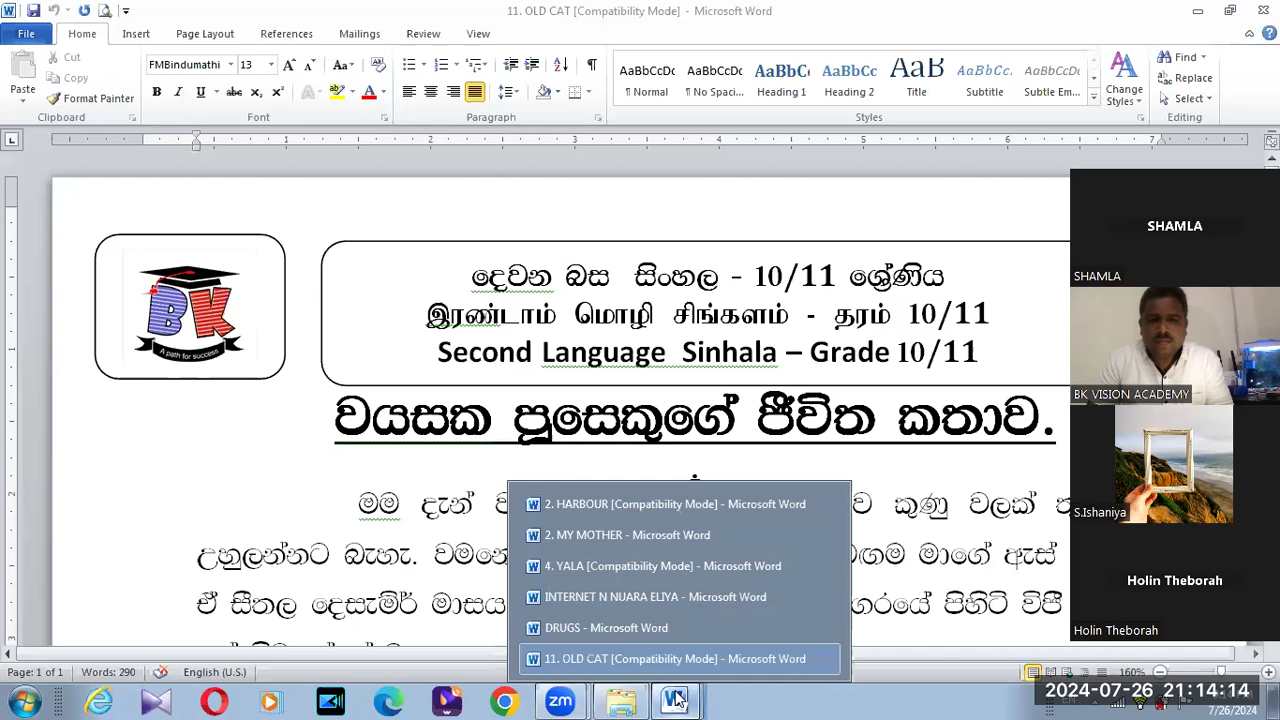 11. OLD CAT [Compatibility Mode] - Microsoft Word
File Home Insert Page Layout References Mailings Review View
Cut
Copy
Paste Format Painter
FMBindumathi 13
Find
Replace
Select
AaBbCcDc AaBbCcDc AaBbCc AaBbCc AaB AaBbCcL AaBbCcDc
¶ Normal ¶ No Spaci... Heading 1 Heading 2 Title Subtitle Subtle Em...
Change Styles
Clipboard Font Paragraph Styles Editing
BK
A path for success
දෙවන බස සිංහල - 10/11 ශ්‍රේණිය
இரண்டாம் மொழி சிங்களம் - தரம் 10/11
Second Language Sinhala – Grade 10/11
වයසක පූසෙකුගේ ජීවිත කතාව.
මම දැන්
කුණු වලක්
උහුලන්නට බැහැ.
මාගේ ඇස්
ඒ සීතල දෙසැම්ර් මාසය
ගරයේ පිහිටි විපී
2. HARBOUR [Compatibility Mode] - Microsoft Word
2. MY MOTHER - Microsoft Word
4. YALA [Compatibility Mode] - Microsoft Word
INTERNET N NUARA ELIYA - Microsoft Word
DRUGS - Microsoft Word
11. OLD CAT [Compatibility Mode] - Microsoft Word
SHAMLA
SHAMLA
BK VISION ACADEMY
S.Ishaniya
Holin Theborah
Holin Theborah
Page: 1 of 1 Words: 290 English (U.S.) 160%
zm
2024-07-26 21:14:14
7/26/2024